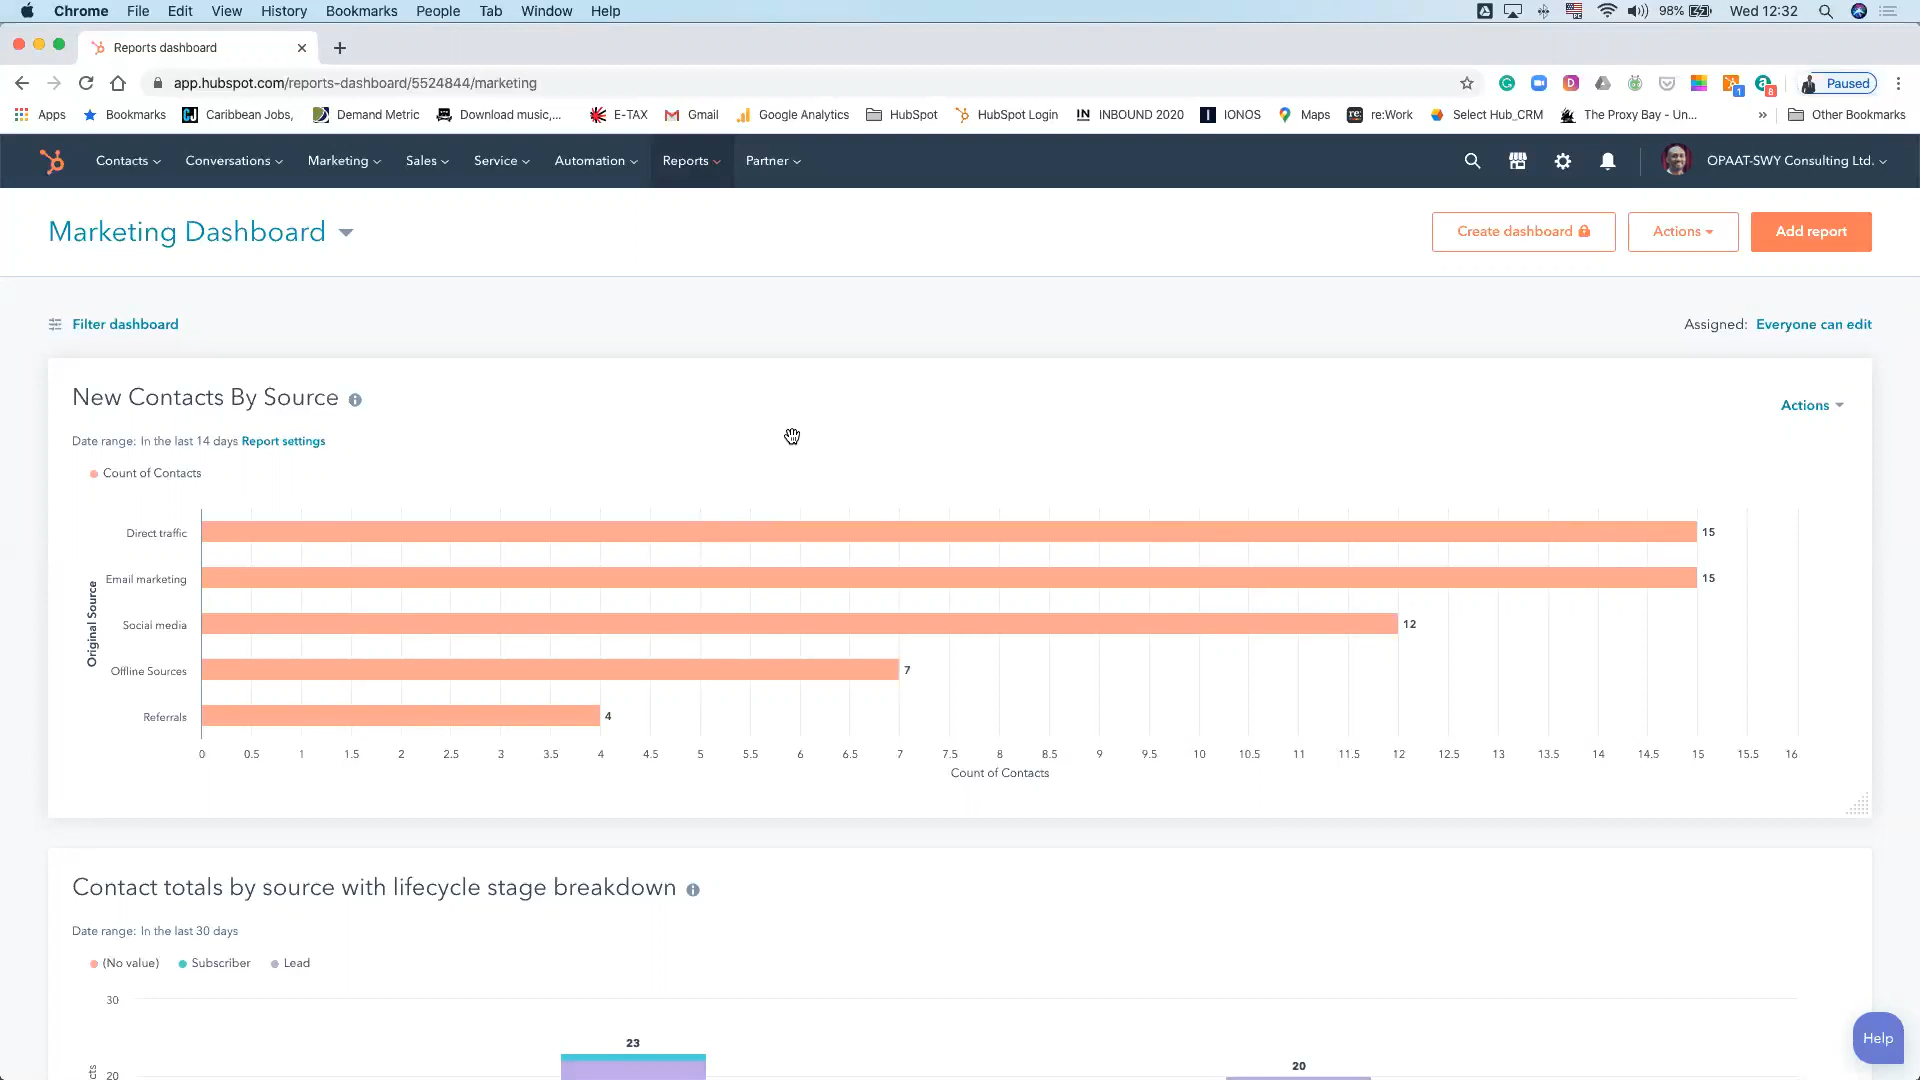 Chrome File Edit View History Bookmarks People Tab Window Help 98% Wed 12:32
Reports dashboard
app.hubspot.com/reports-dashboard/5524844/marketing 1 8 Paused
Apps Bookmarks Caribbean Jobs, Demand Metric Download music,... E-TAX Gmail Google Analytics HubSpot HubSpot Login IN INBOUND 2020 IONOS Maps re: re:Work Select Hub_CRM The Proxy Bay - Un... » Other Bookmarks
Contacts Conversations Marketing Sales Service Automation Reports Partner OPAAT-SWY Consulting Ltd.
Marketing Dashboard Create dashboard Actions Add report
Filter dashboard Assigned: Everyone can edit
New Contacts By Source Actions
Date range: In the last 14 days Report settings
Count of Contacts
Original Source
Direct traffic 15
Email marketing 15
Social media 12
Offline Sources 7
Referrals 4
0 0.5 1 1.5 2 2.5 3 3.5 4 4.5 5 5.5 6 6.5 7 7.5 8 8.5 9 9.5 10 10.5 11 11.5 12 12.5 13 13.5 14 14.5 15 15.5 16
Count of Contacts
Contact totals by source with lifecycle stage breakdown
Date range: In the last 30 days
(No value) Subscriber Lead
30
23
Help
20
20